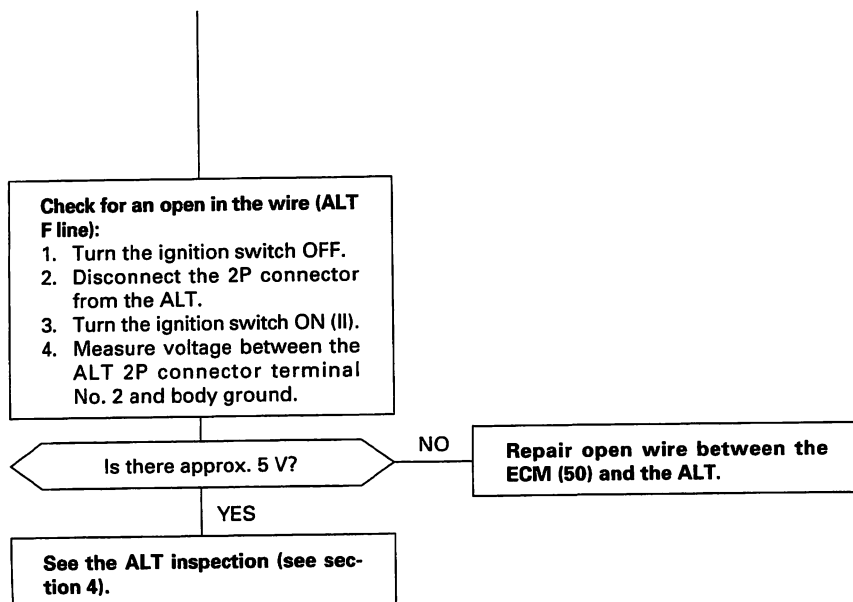 Check for an open in the wire (ALT
F line):
1. Turn the ignition switch OFF.
2. Disconnect the 2P connector
from the ALT.
3. Turn the ignition switch ON (II).
4. Measure voltage between the
ALT 2P connector terminal
No. 2 and body ground.
Is there approx. 5 V?
NO
Repair open wire between the
ECM (50) and the ALT.
YES
See the ALT inspection (see sec-
tion 4).